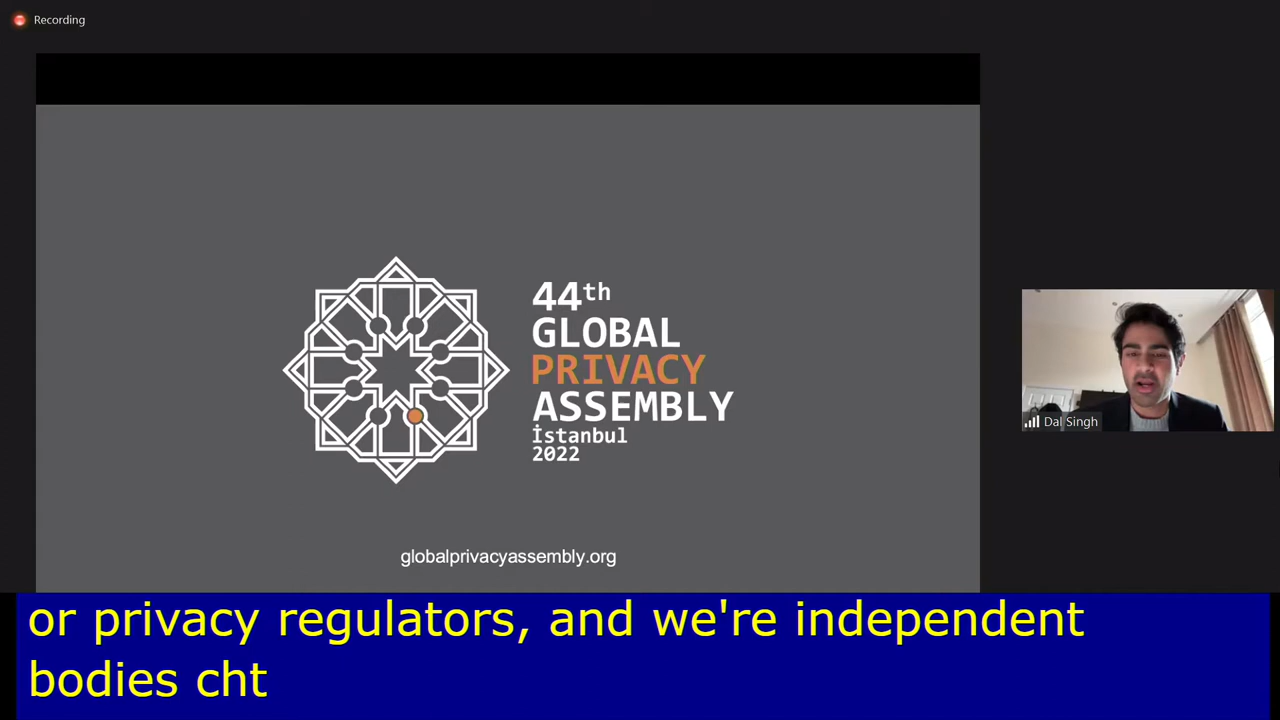 Recording
44th
GLOBAL
PRIVACY
ASSEMBLY
İstanbul
2022
globalprivacyassembly.org
Dal Singh
or privacy regulators, and we're independent
bodies cht